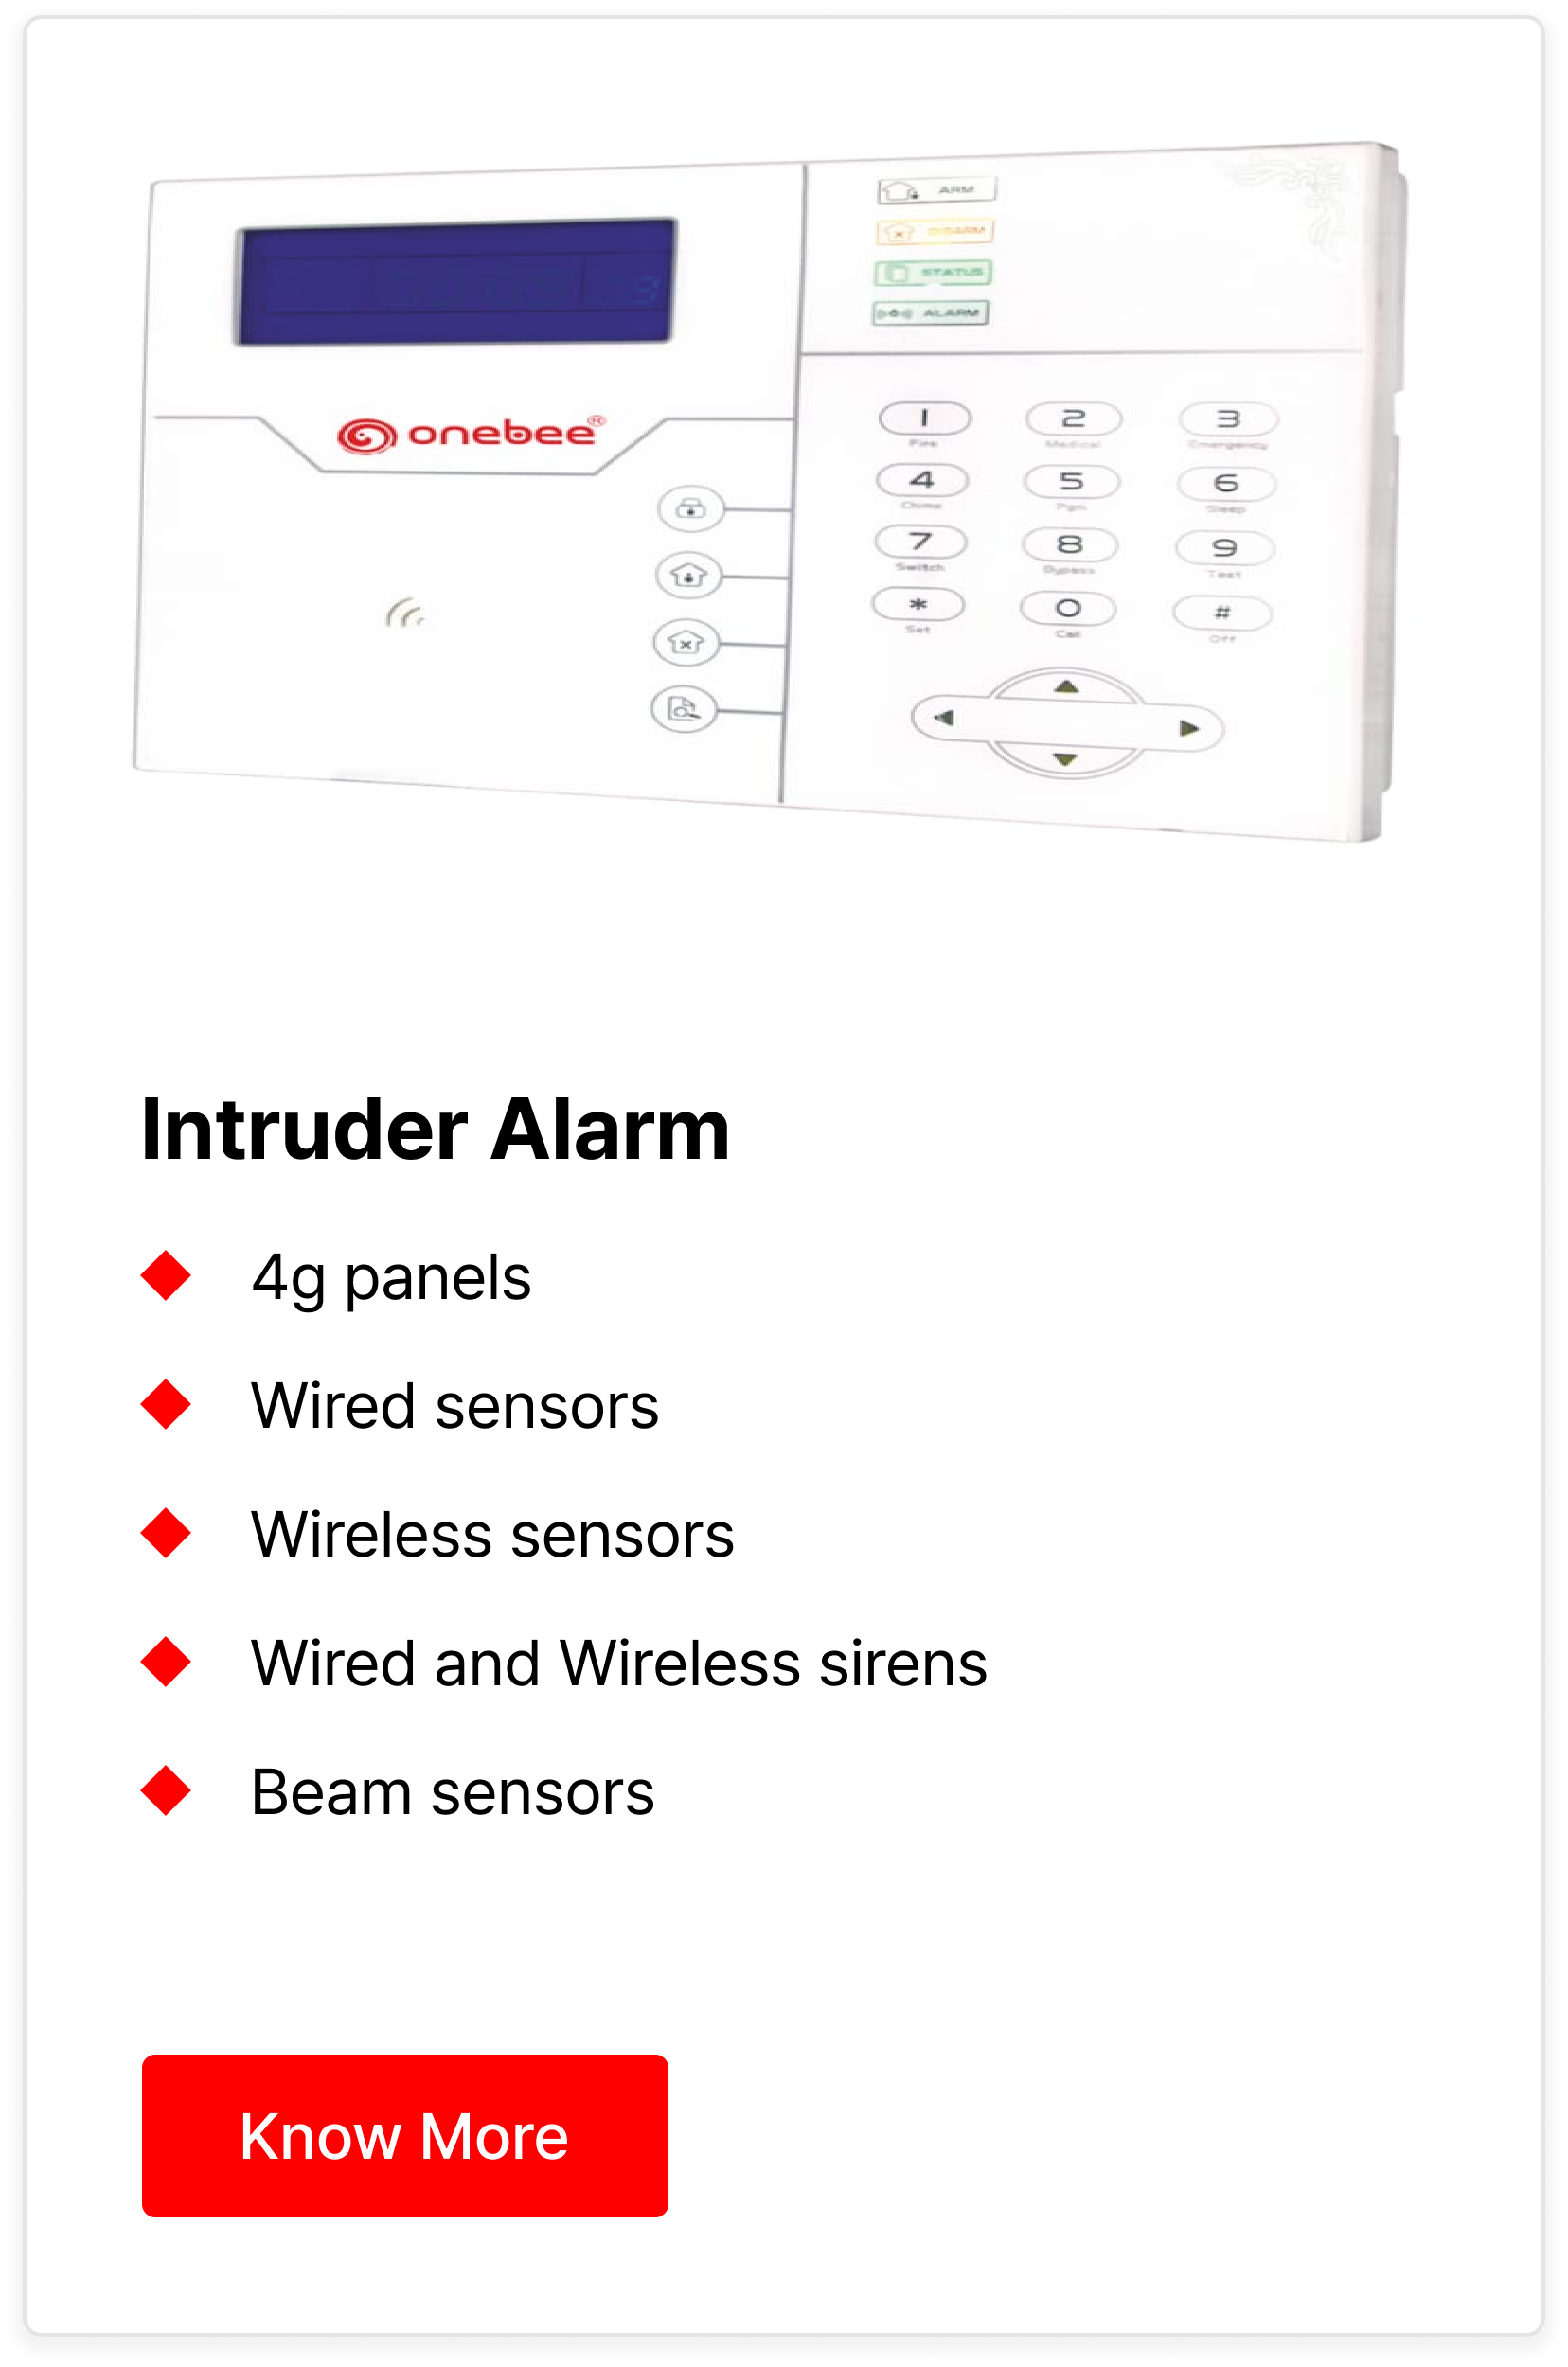 ARM
DISARM
STATUS
ALARM
onebee®
1 2 3
Fire Medical Emergency
4 5 6
Chime Pgm Sleep
7 8 9
Switch Bypass Test
* 0 #
Set Call Off
Intruder Alarm
4g panels
Wired sensors
Wireless sensors
Wired and Wireless sirens
Beam sensors
Know More